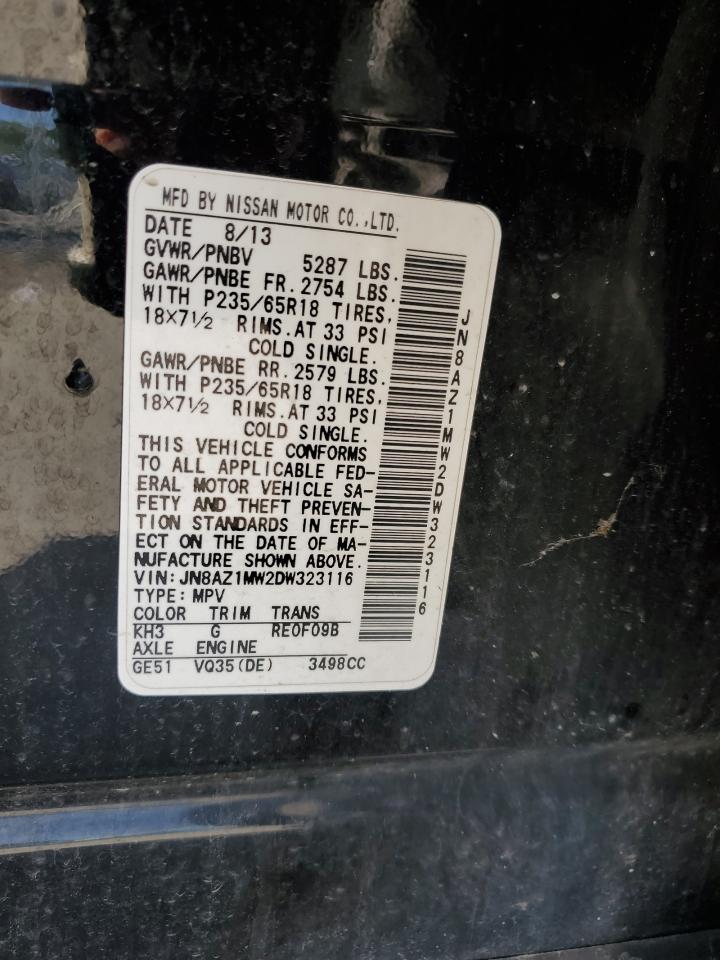 MFD BY NISSAN MOTOR CO.,LTD.
DATE 8/13
GVWR/PNBV 5287 LBS.
GAWR/PNBE FR. 2754 LBS.
WITH P235/65R18 TIRES,
18X7½ RIMS.AT 33 PSI
COLD SINGLE.
GAWR/PNBE RR. 2579 LBS.
WITH P235/65R18 TIRES,
18X7½ RIMS.AT 33 PSI
COLD SINGLE.
THIS VEHICLE CONFORMS
TO ALL APPLICABLE FED-
ERAL MOTOR VEHICLE SA-
FETY AND THEFT PREVEN-
TION STANDARDS IN EFF-
ECT ON THE DATE OF MA-
NUFACTURE SHOWN ABOVE.
VIN:JN8AZ1MW2DW323116
TYPE:MPV
COLOR TRIM TRANS
KH3 G RE0F09B
AXLE ENGINE
GE51 VQ35(DE) 3498CC
JN8AZ1MW2DW323116